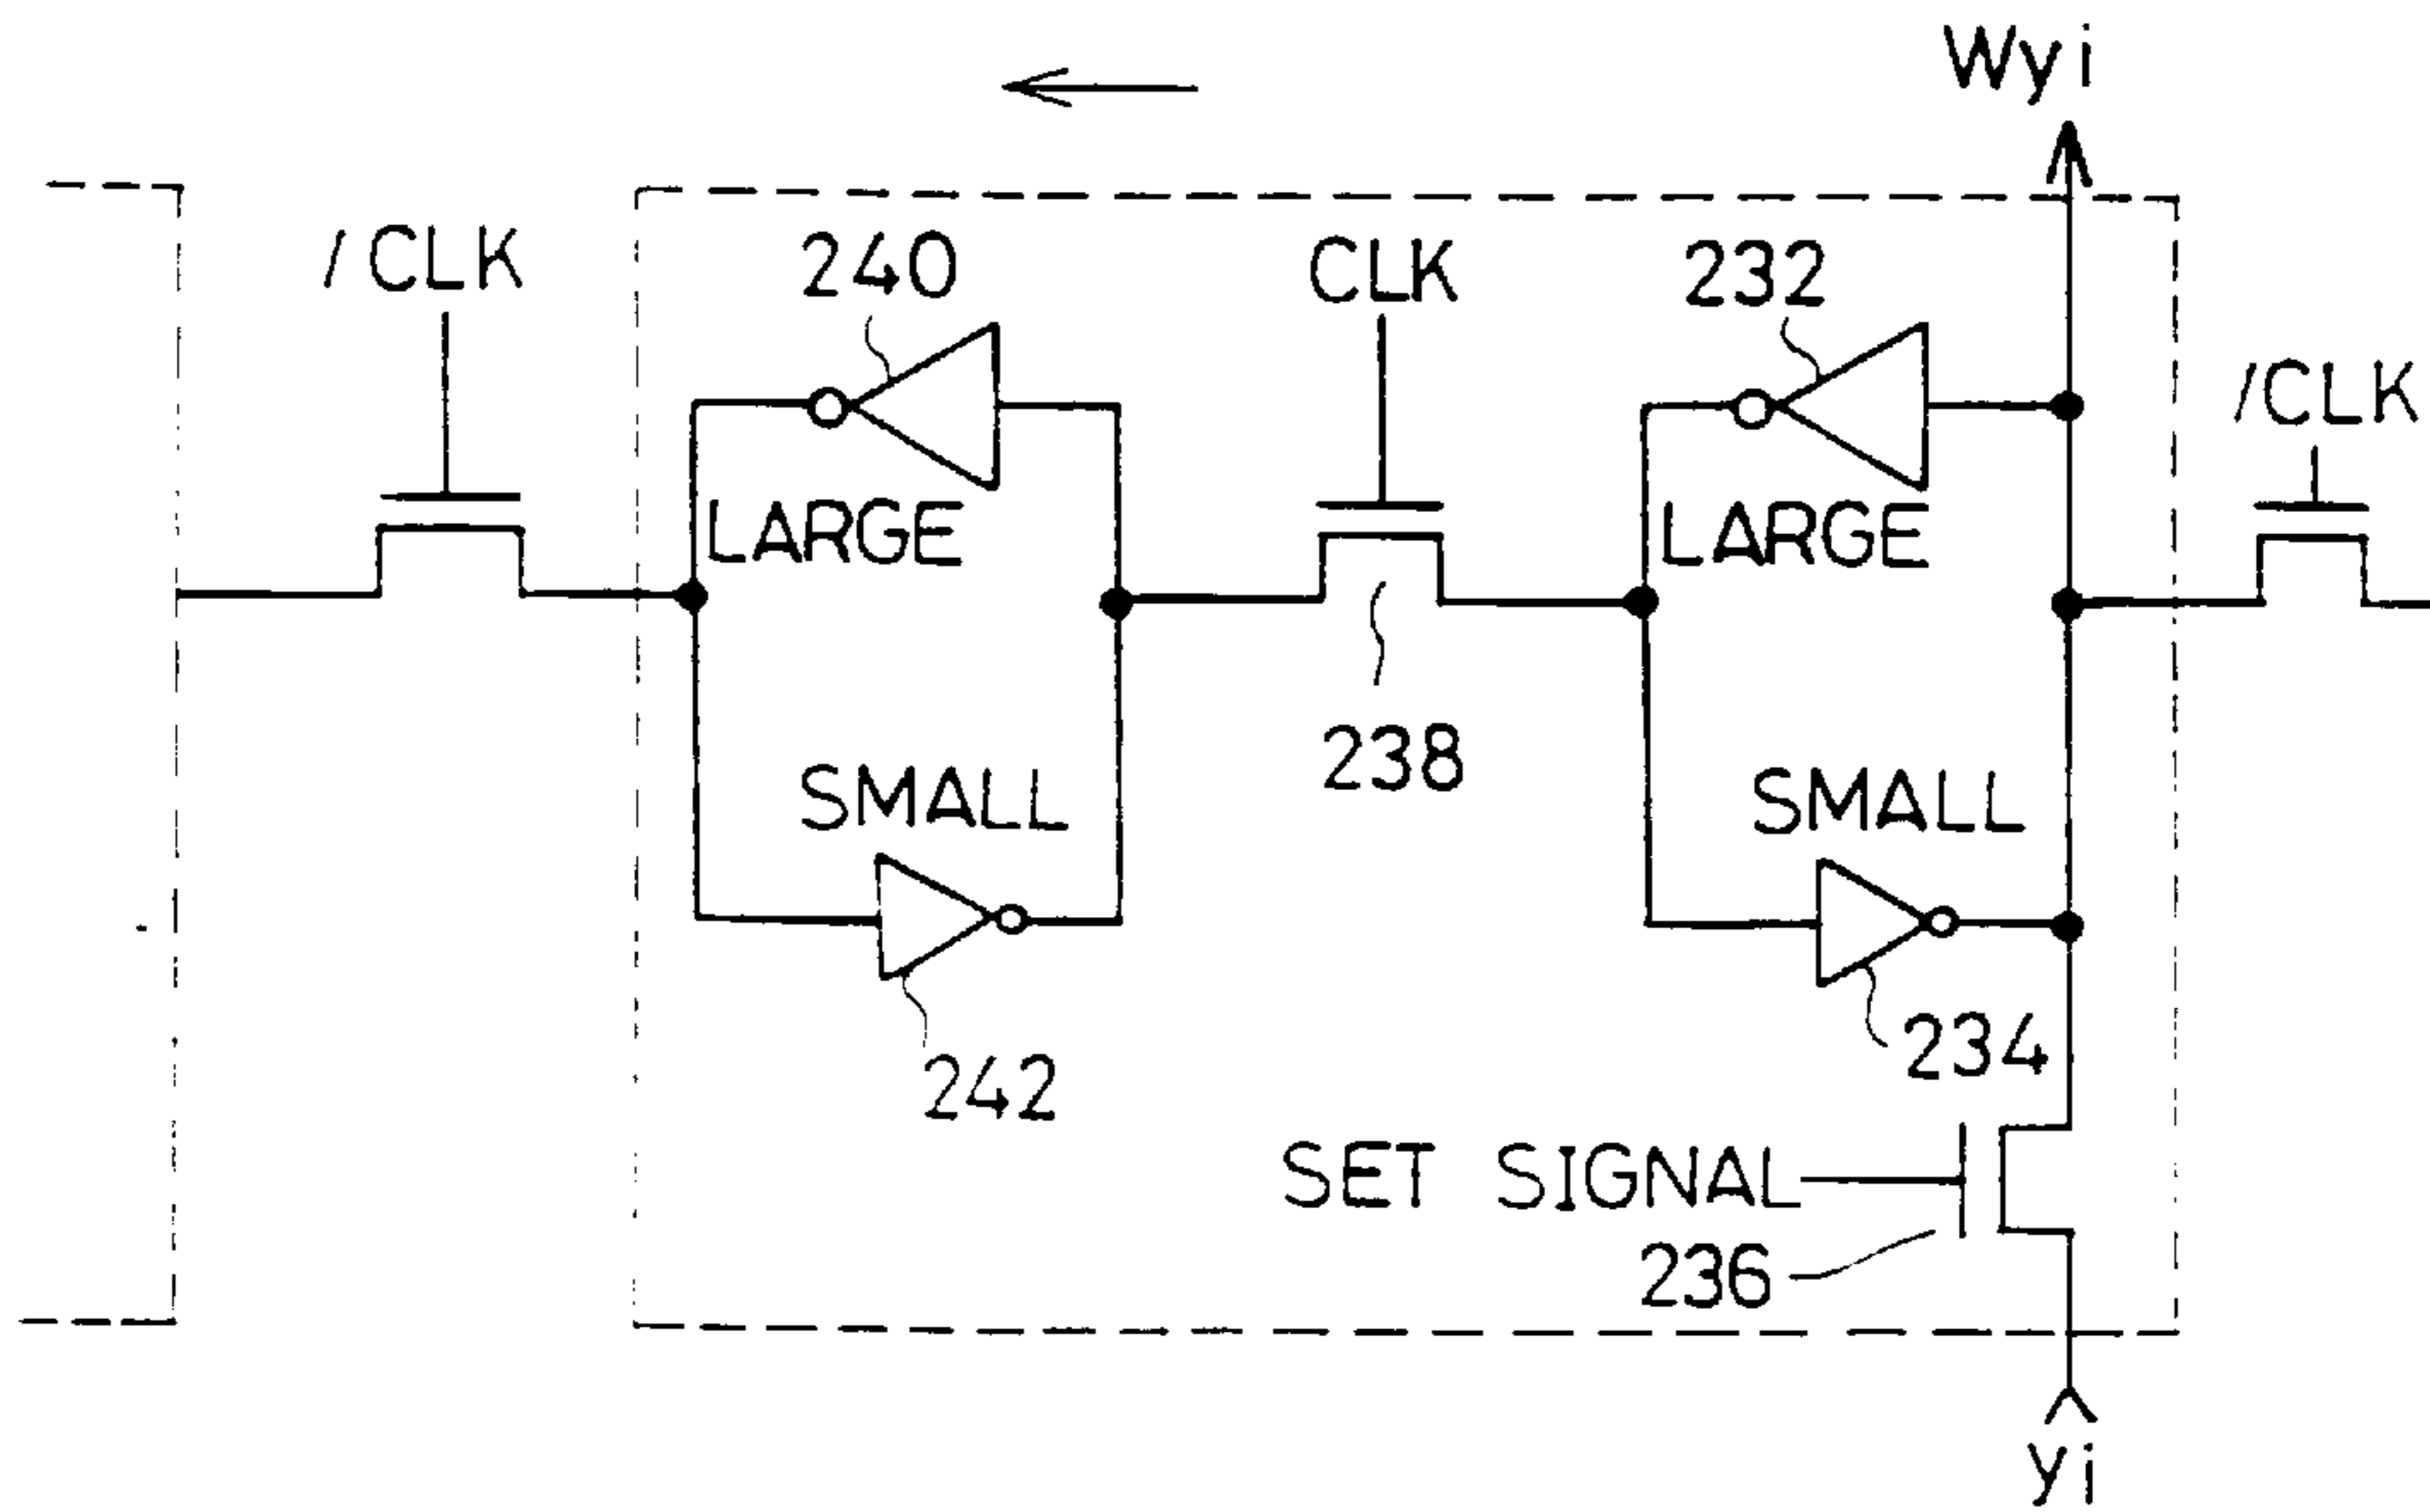 Wyi
/CLK
240
CLK
232
/CLK
LARGE
LARGE
238
SMALL
SMALL
242
234
SET SIGNAL
236
yi